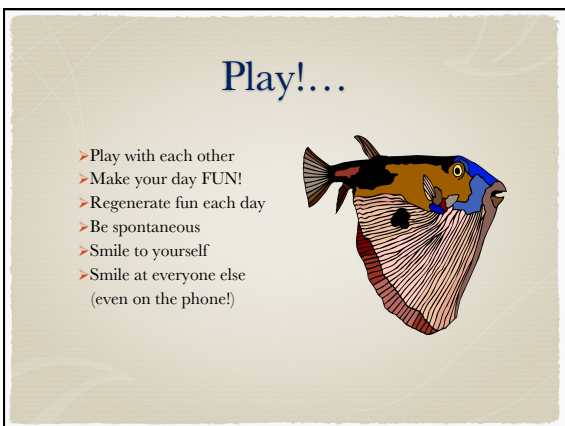 Play!…
➢Play with each other
➢Make your day FUN!
➢Regenerate fun each day
➢Be spontaneous
➢Smile to yourself
➢Smile at everyone else
(even on the phone!)